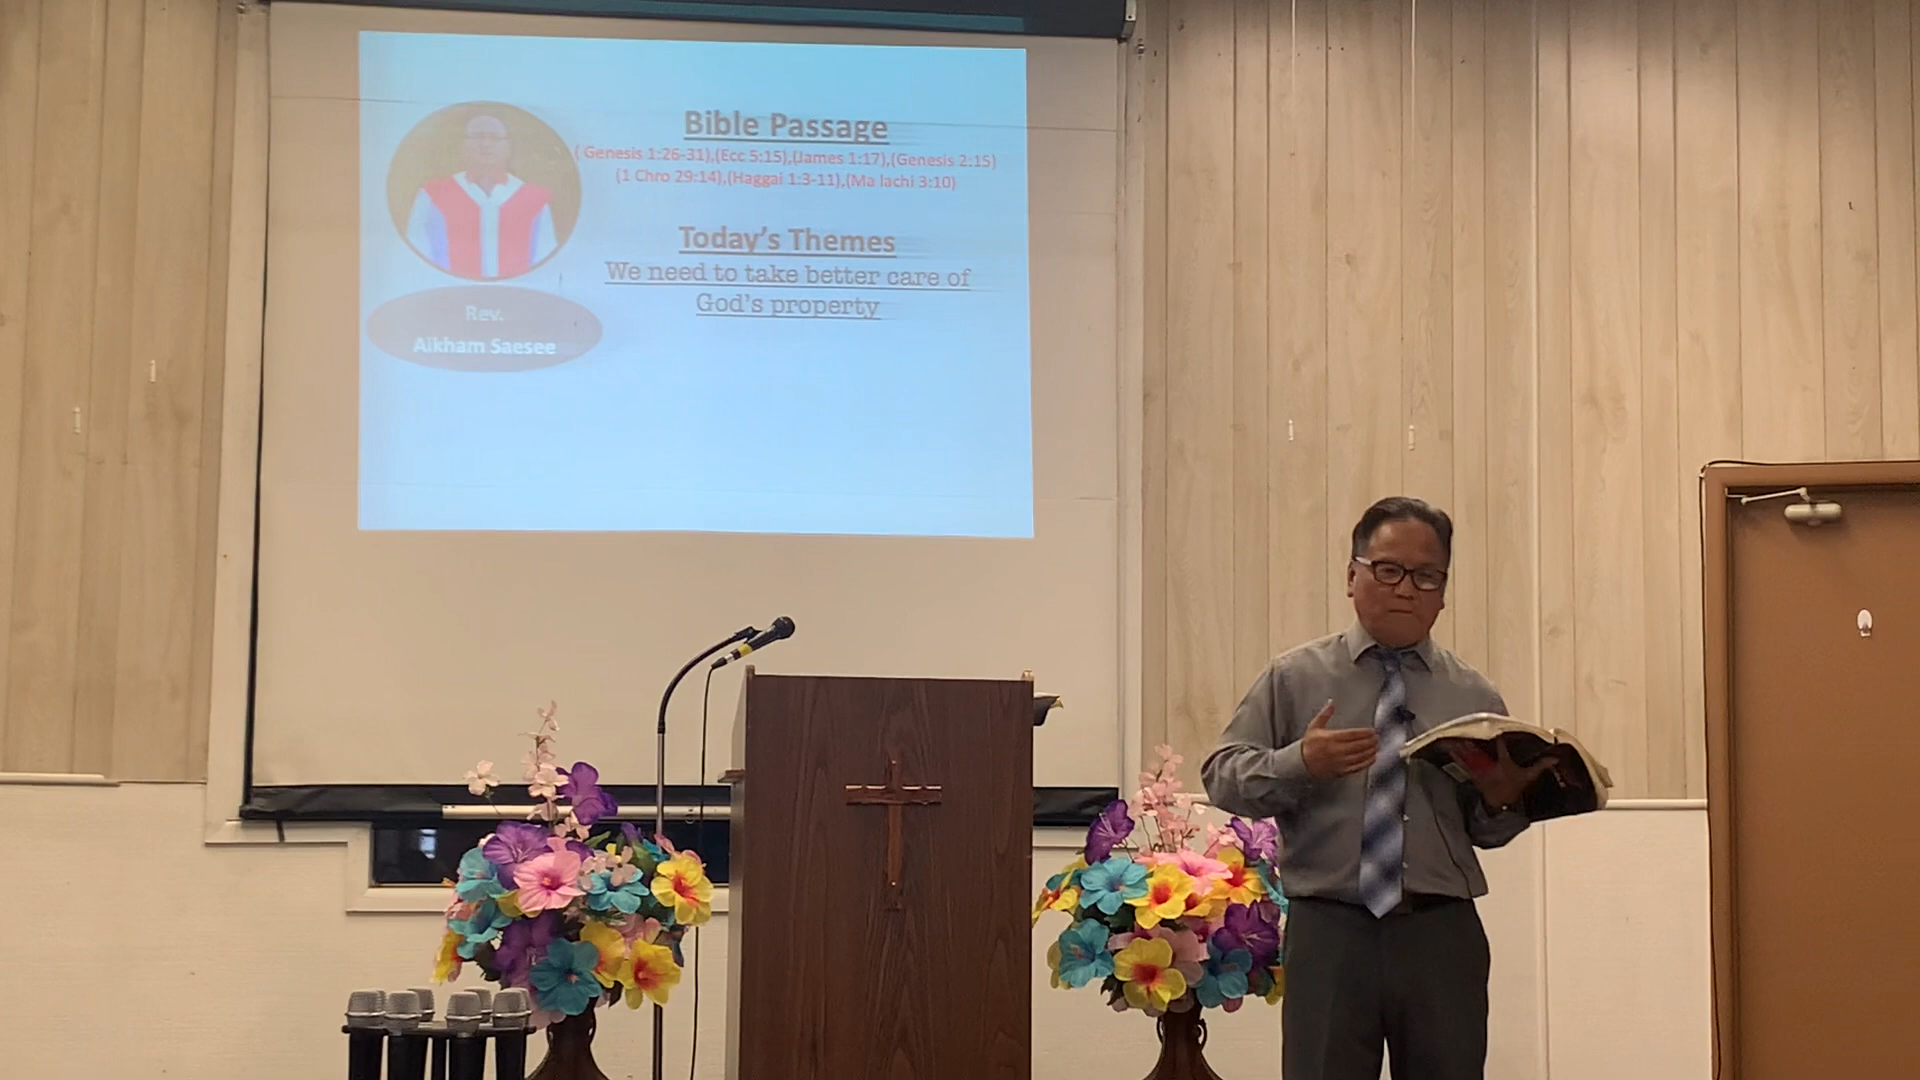 Bible Passage
( Genesis 1:26-31),(Ecc 5:15),(James 1:17),(Genesis 2:15)
(1 Chro 29:14),(Haggai 1:3-11),(Ma lachi 3:10)
Today's Themes
We need to take better care of
God's property
Rev.
Aikham Saesee